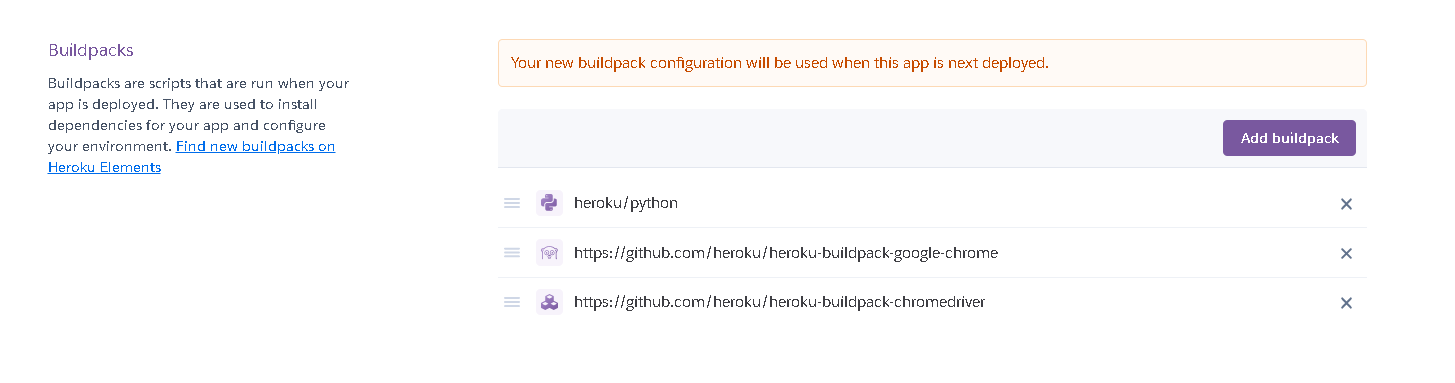 Buildpacks
Buildpacks are scripts that are run when your
app is deployed. They are used to install
dependencies for your app and configure
your environment. Find new buildpacks on
Heroku Elements
Your new buildpack configuration will be used when this app is next deployed.
Add buildpack
heroku/python
https://github.com/heroku/heroku-buildpack-google-chrome
https://github.com/heroku/heroku-buildpack-chromedriver